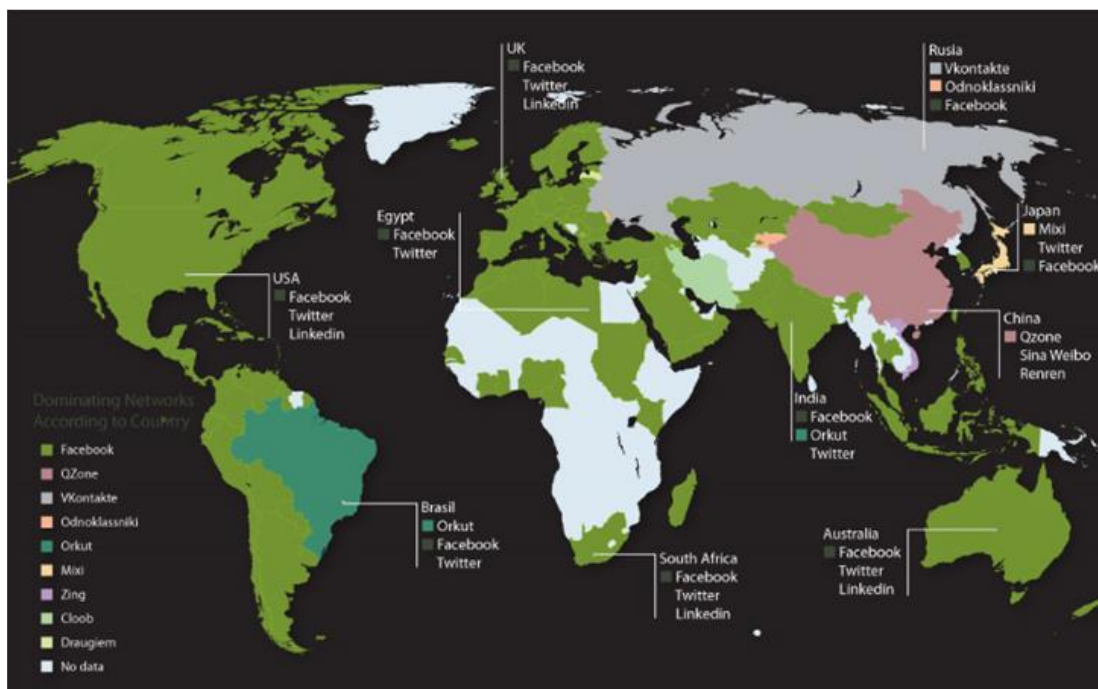 UK
Facebook
Twitter
Linkedin
Rusia
Vkontakte
Odnoklassniki
Facebook
Egypt
Facebook
Twitter
Japan
Mixi
Twitter
Facebook
USA
Facebook
Twitter
Linkedin
China
Qzone
Sina Weibo
Renren
India
Facebook
Orkut
Twitter
Brasil
Orkut
Facebook
Twitter
South Africa
Facebook
Twitter
Linkedin
Australia
Facebook
Twitter
Linkedin
Dominating Networks
According to Country
Facebook
QZone
VKontakte
Odnoklassniki
Orkut
Mixi
Zing
Cloob
Draugiem
No data